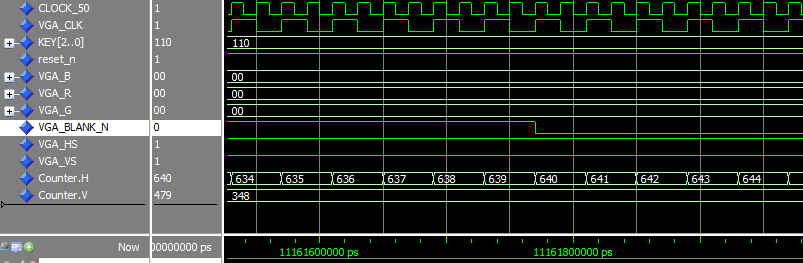 CLOCK_50 1
VGA_CLK 1
KEY[2..0] 110 110
reset_n 1
VGA_B 00 00
VGA_R 00 00
VGA_G 00 00
VGA_BLANK_N 0
VGA_HS 1
VGA_VS 1
Counter.H 640 634 635 636 637 638 639 640 641 642 643 644
Counter.V 479 348
Now 00000000 ps 11161600000 ps 11161800000 ps